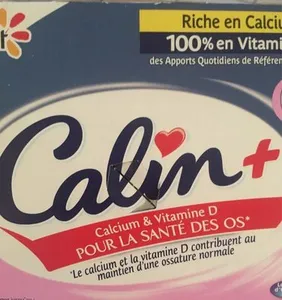 Riche en Calciu
100% en Vitami
des Apports Quotidiens de Référen
Calin+
Calcium & Vitamine D
POUR LA SANTÉ DES OS*
*Le calcium et la vitamine D contribuent au
maintien d'une ossature normale